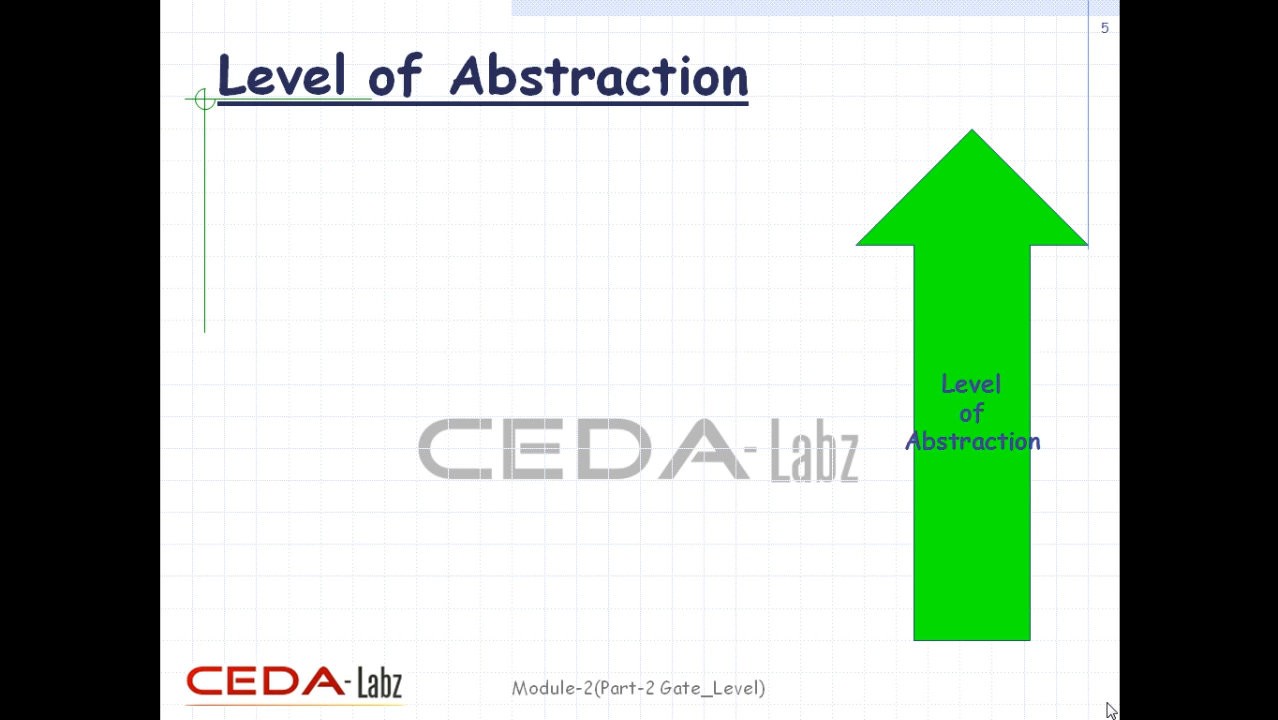 5
Level of Abstraction
Level
of
Abstraction
CEDA-Labz
CEDA-Labz
Module-2(Part-2 Gate_Level)